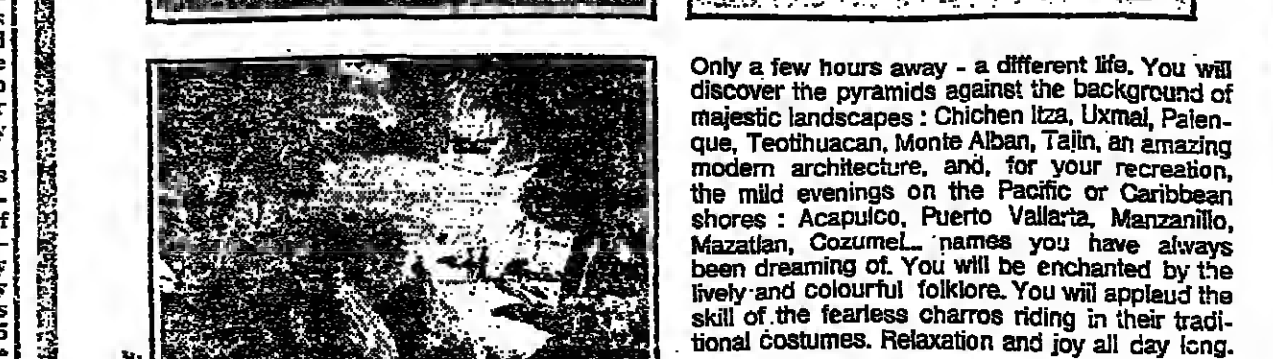 Only a few hours away - a different life. You will
discover the pyramids against the background of
majestic landscapes : Chichen Itza, Uxmal, Palen-
que, Teotihuacan, Monte Alban, Tajin, an amazing
modern architecture, and, for your recreation,
the mild evenings on the Pacific or Caribbean
shores : Acapulco, Puerto Vallarta, Manzanillo,
Mazatlan, Cozumel... names you have always
been dreaming of. You will be enchanted by the
lively and colourful folklore. You will applaud the
skill of the fearless charros riding in their tradi-
tional costumes. Relaxation and joy all day long.